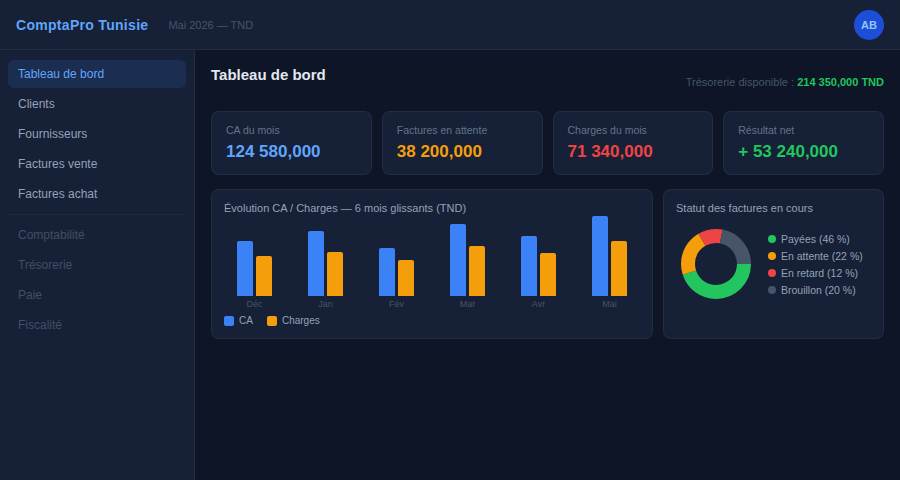 ComptaPro Tunisie
Mai 2026 — TND
AB
Tableau de bord
Clients
Fournisseurs
Factures vente
Factures achat
Comptabilité
Trésorerie
Paie
Fiscalité
Tableau de bord
Trésorerie disponible : 214 350,000 TND
CA du mois
124 580,000
Factures en attente
38 200,000
Charges du mois
71 340,000
Résultat net
+ 53 240,000
Évolution CA / Charges — 6 mois glissants (TND)
Déc Jan Fév Mar Avr Mai
CA Charges
Statut des factures en cours
Payées (46 %)
En attente (22 %)
En retard (12 %)
Brouillon (20 %)